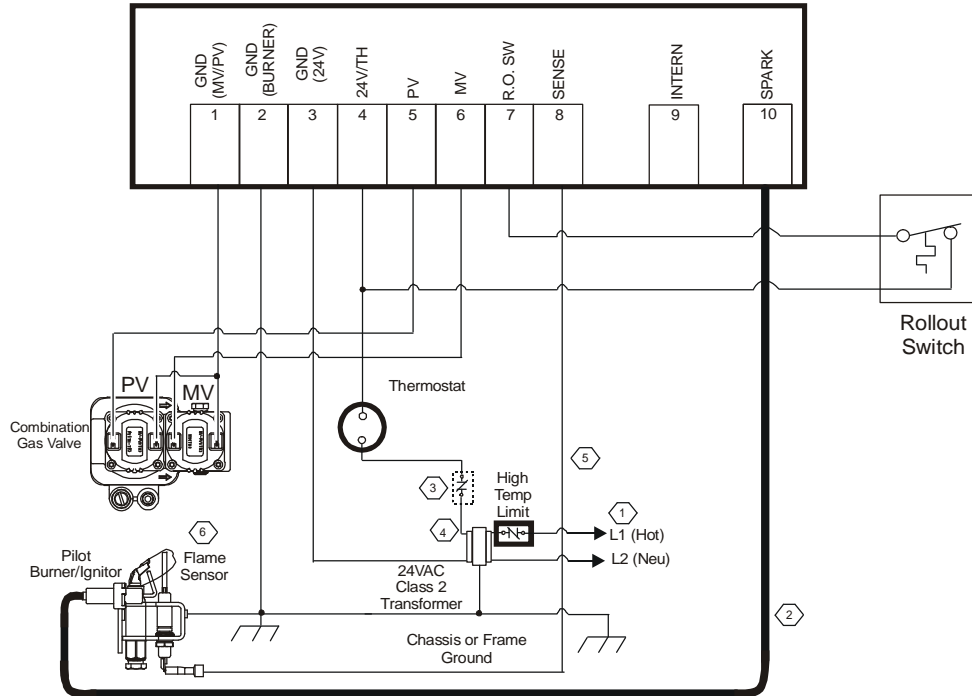 GND
(MV/PV)
GND
(BURNER)
GND
(24V)
24V/TH
PV
MV
R.O. SW
SENSE
INTERN
SPARK
1
2
3
4
5
6
7
8
9
10
Rollout
Switch
PV
MV
Combination
Gas Valve
Thermostat
3
5
High
Temp
Limit
1
4
L1 (Hot)
L2 (Neu)
6
Pilot
Burner/Ignitor
Flame
Sensor
24VAC
Class 2
Transformer
2
Chassis or Frame
Ground